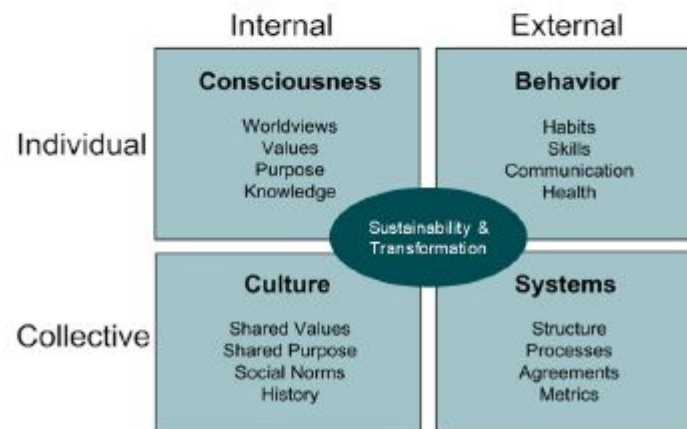 Internal
External
Individual
Consciousness
Worldviews
Values
Purpose
Knowledge
Behavior
Habits
Skills
Communication
Health
Sustainability &
Transformation
Collective
Culture
Shared Values
Shared Purpose
Social Norms
History
Systems
Structure
Processes
Agreements
Metrics